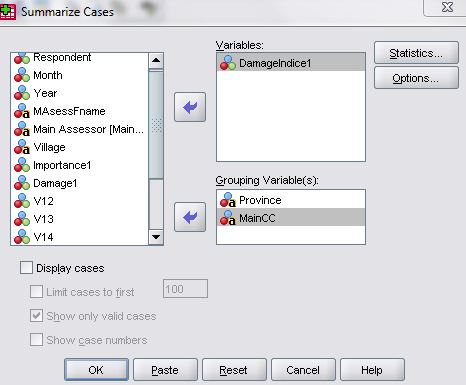 Summarize Cases
Respondent
Month
Year
MAsessFname
Main Assessor [Main...
Village
Importance1
Damage1
V12
V13
V14
Variables:
DamageIndice1
Grouping Variable(s):
Province
MainCC
Statistics...
Options...
Display cases
Limit cases to first 100
Show only valid cases
Show case numbers
OK Paste Reset Cancel Help